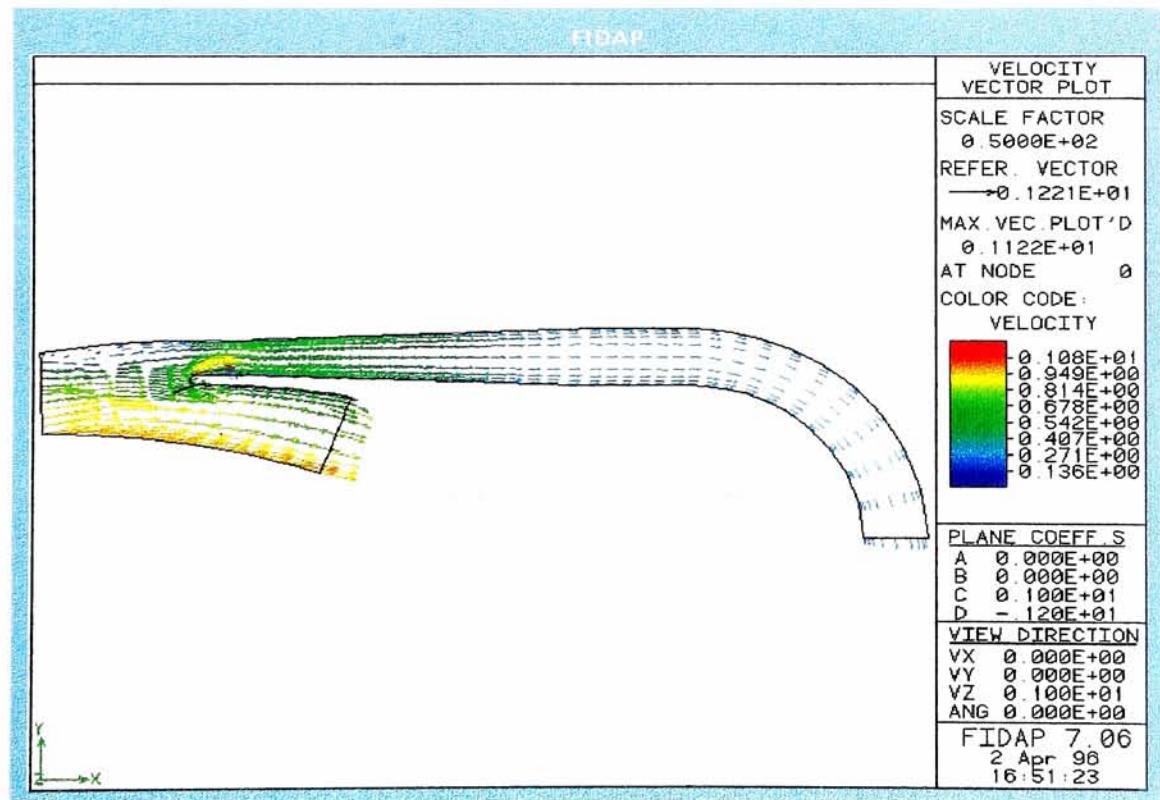 FIDAP
VELOCITY
VECTOR PLOT
SCALE FACTOR
0.5000E+02
REFER. VECTOR
0.1221E+01
MAX.VEC.PLOT'D
0.1122E+01
AT NODE 0
COLOR CODE:
VELOCITY
0.108E+01
0.949E+00
0.814E+00
0.678E+00
0.542E+00
0.407E+00
0.271E+00
0.136E+00
PLANE COEFF.S
A 0.000E+00
B 0.000E+00
C 0.100E+01
D -.120E+01
VIEW DIRECTION
VX 0.000E+00
VY 0.000E+00
VZ 0.100E+01
ANG 0.000E+00
FIDAP 7.06
2 Apr 96
16:51:23
Y
Z X